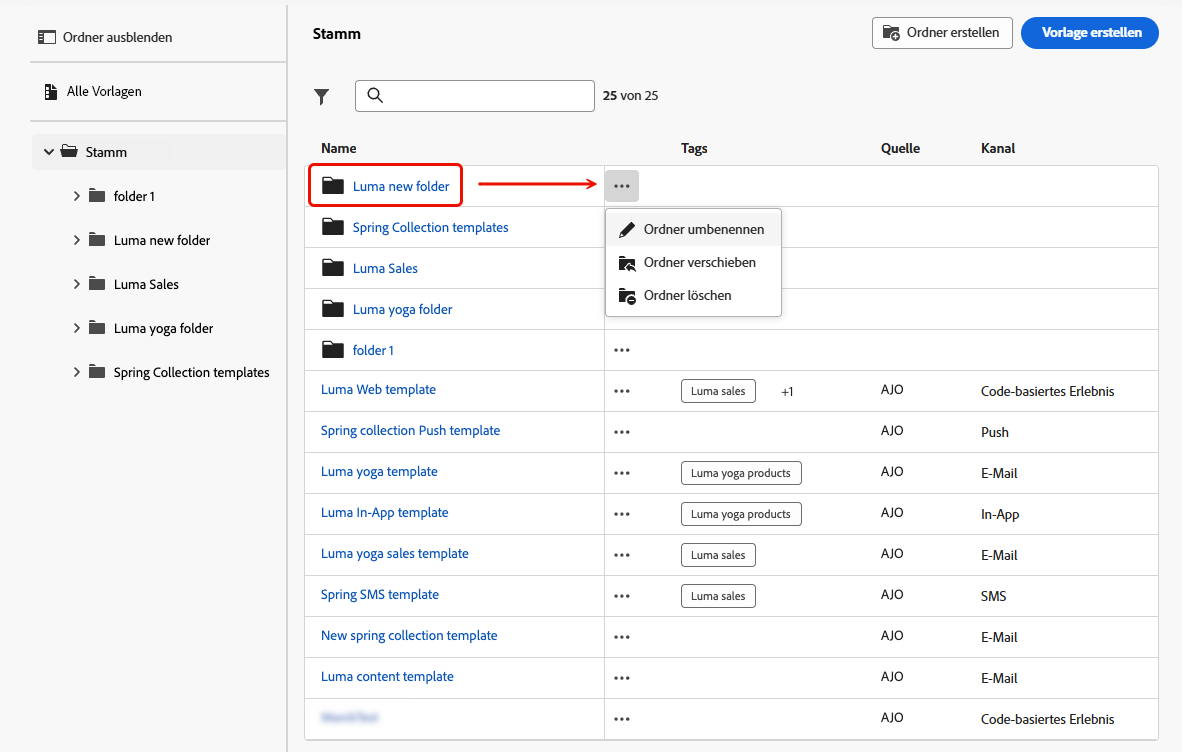 Ordner ausblenden
Alle Vorlagen
Stamm
folder 1
Luma new folder
Luma Sales
Luma yoga folder
Spring Collection templates
Stamm
Ordner erstellen
Vorlage erstellen
25 von 25
Name Tags Quelle Kanal
Luma new folder
Ordner umbenennen
Ordner verschieben
Ordner löschen
Spring Collection templates
Luma Sales
Luma yoga folder
folder 1
Luma Web template Luma sales +1 AJO Code-basiertes Erlebnis
Spring collection Push template AJO Push
Luma yoga template Luma yoga products AJO E-Mail
Luma In-App template Luma yoga products AJO In-App
Luma yoga sales template Luma sales AJO E-Mail
Spring SMS template Luma sales AJO SMS
New spring collection template AJO E-Mail
Luma content template AJO E-Mail
AJO Code-basiertes Erlebnis